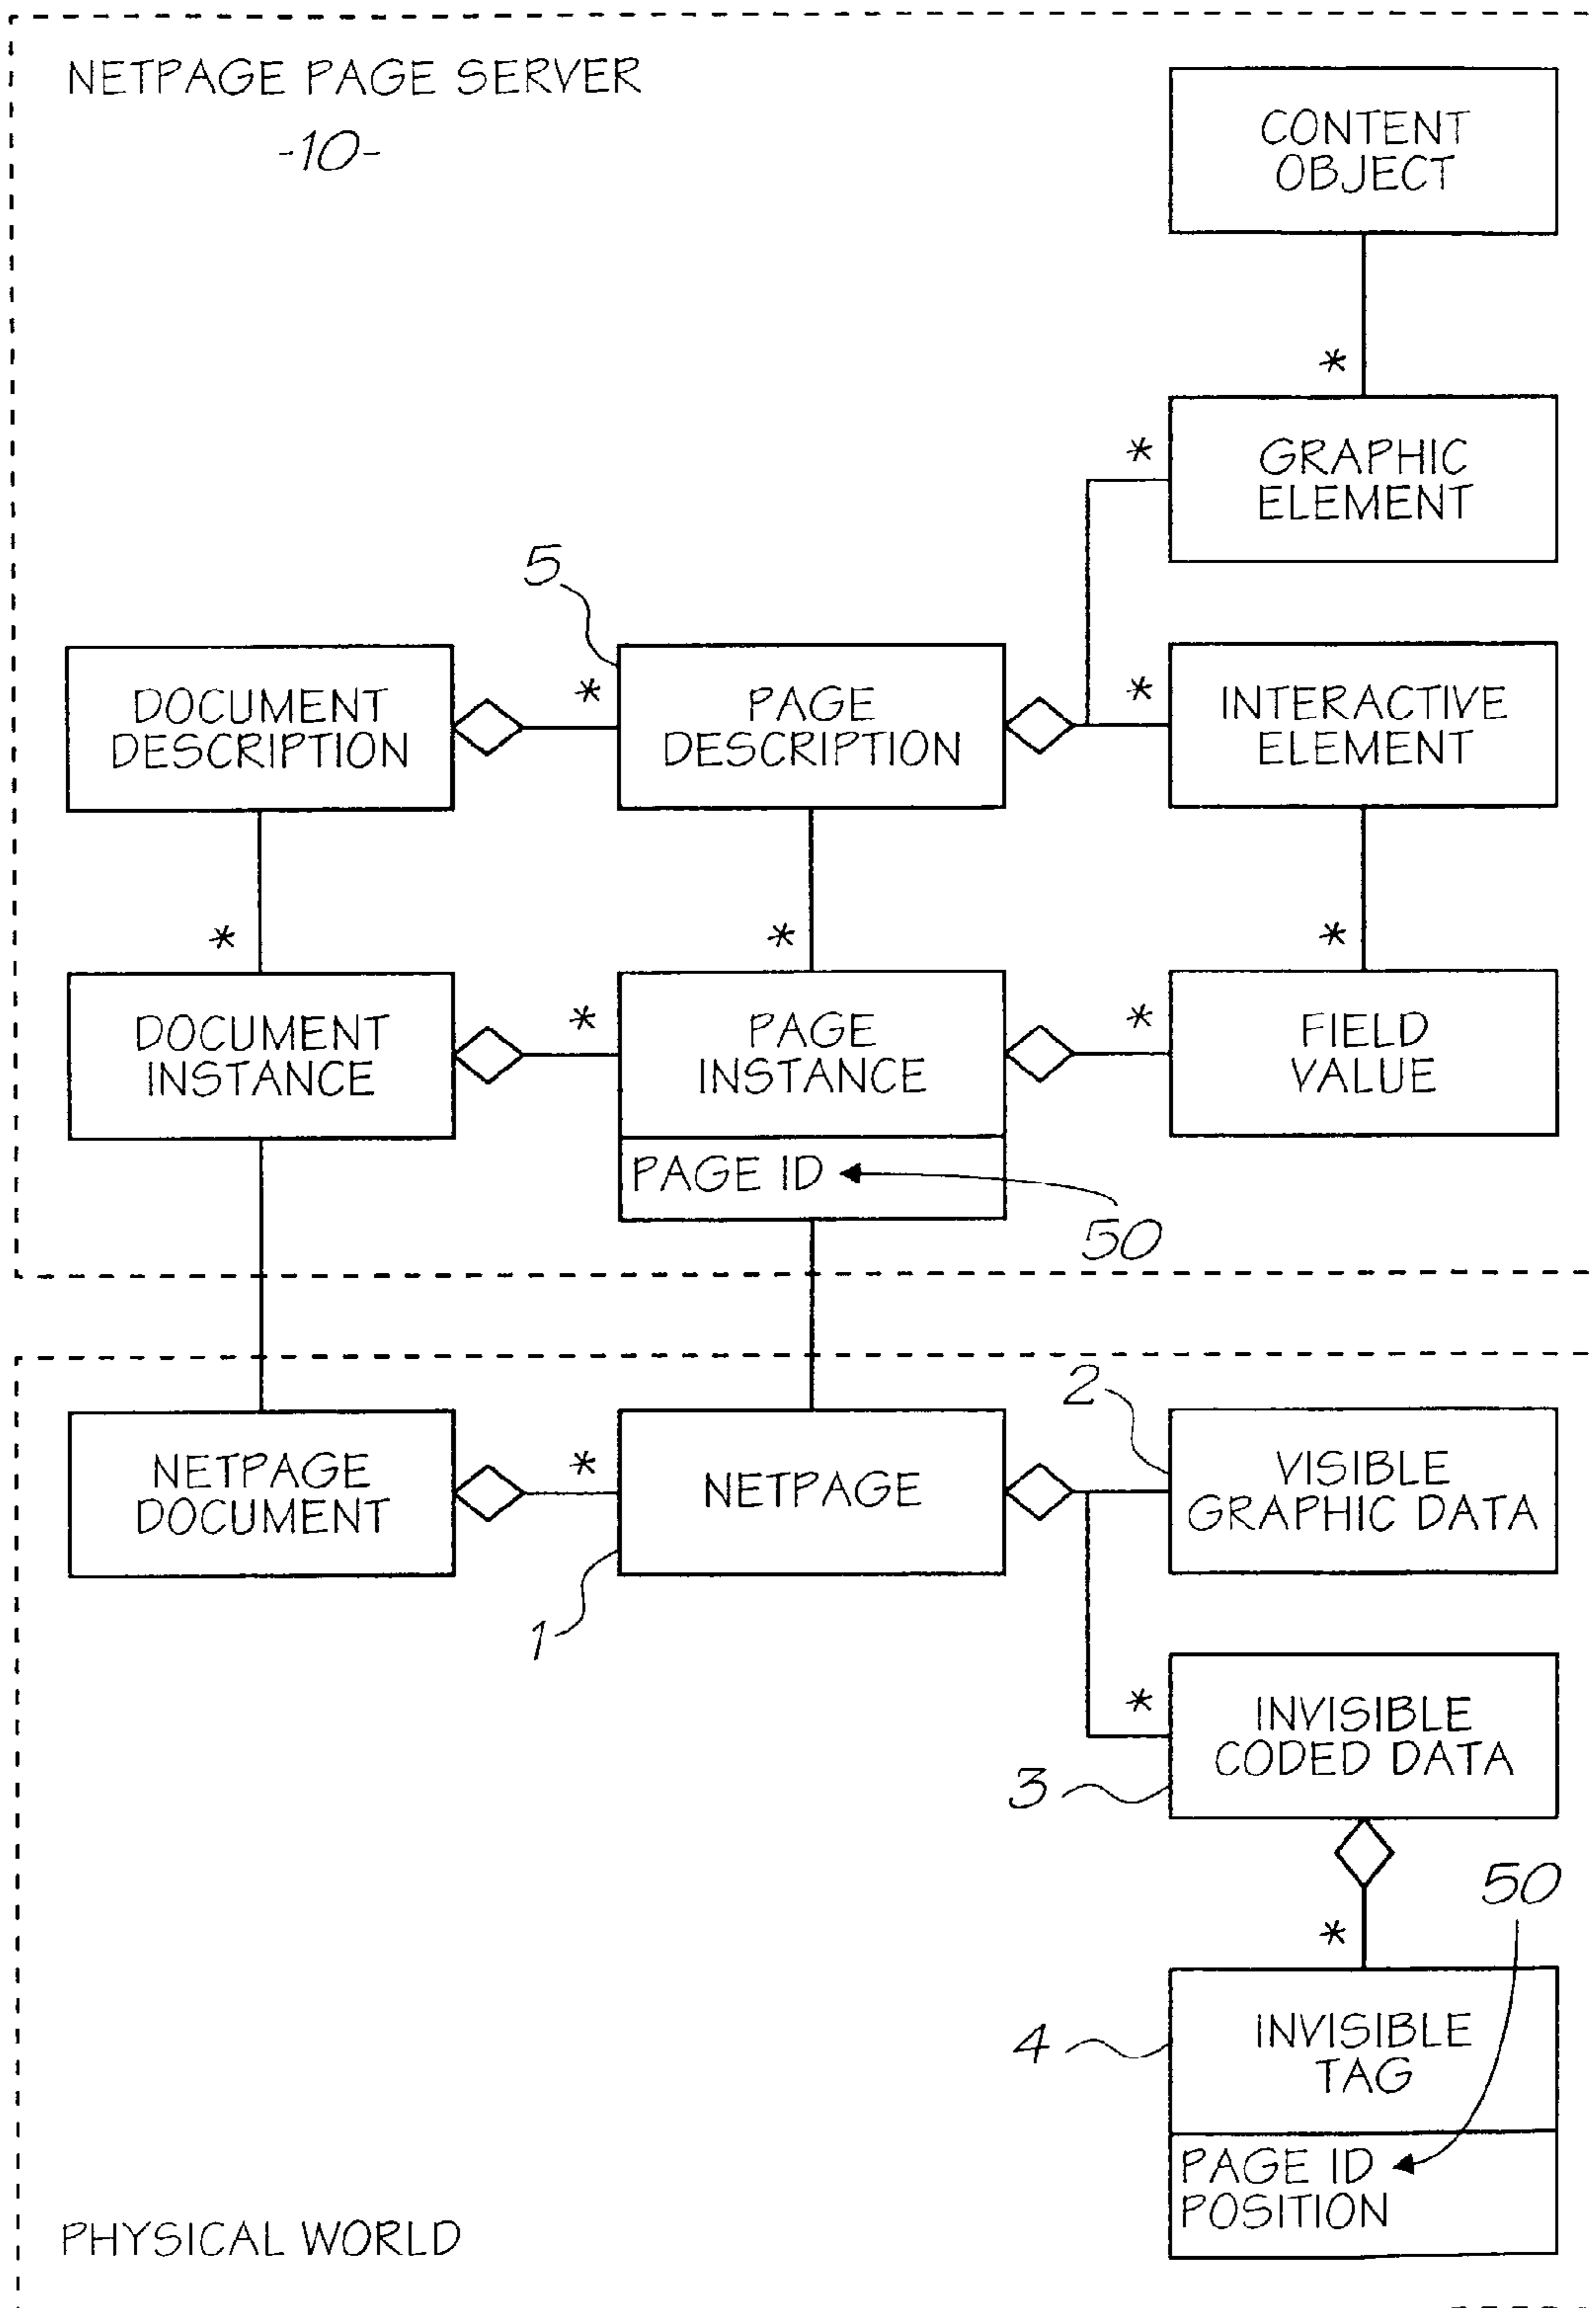 NETPAGE PAGE SERVER
-10-
CONTENT
OBJECT
*
*
GRAPHIC
ELEMENT
5
DOCUMENT
DESCRIPTION
*
PAGE
DESCRIPTION
*
INTERACTIVE
ELEMENT
*
*
*
DOCUMENT
INSTANCE
*
PAGE
INSTANCE
*
FIELD
VALUE
PAGE ID
50
2
NETPAGE
DOCUMENT
*
NETPAGE
VISIBLE
GRAPHIC DATA
1
*
INVISIBLE
CODED DATA
3
50
*
4
INVISIBLE
TAG
PAGE ID
POSITION
PHYSICAL WORLD